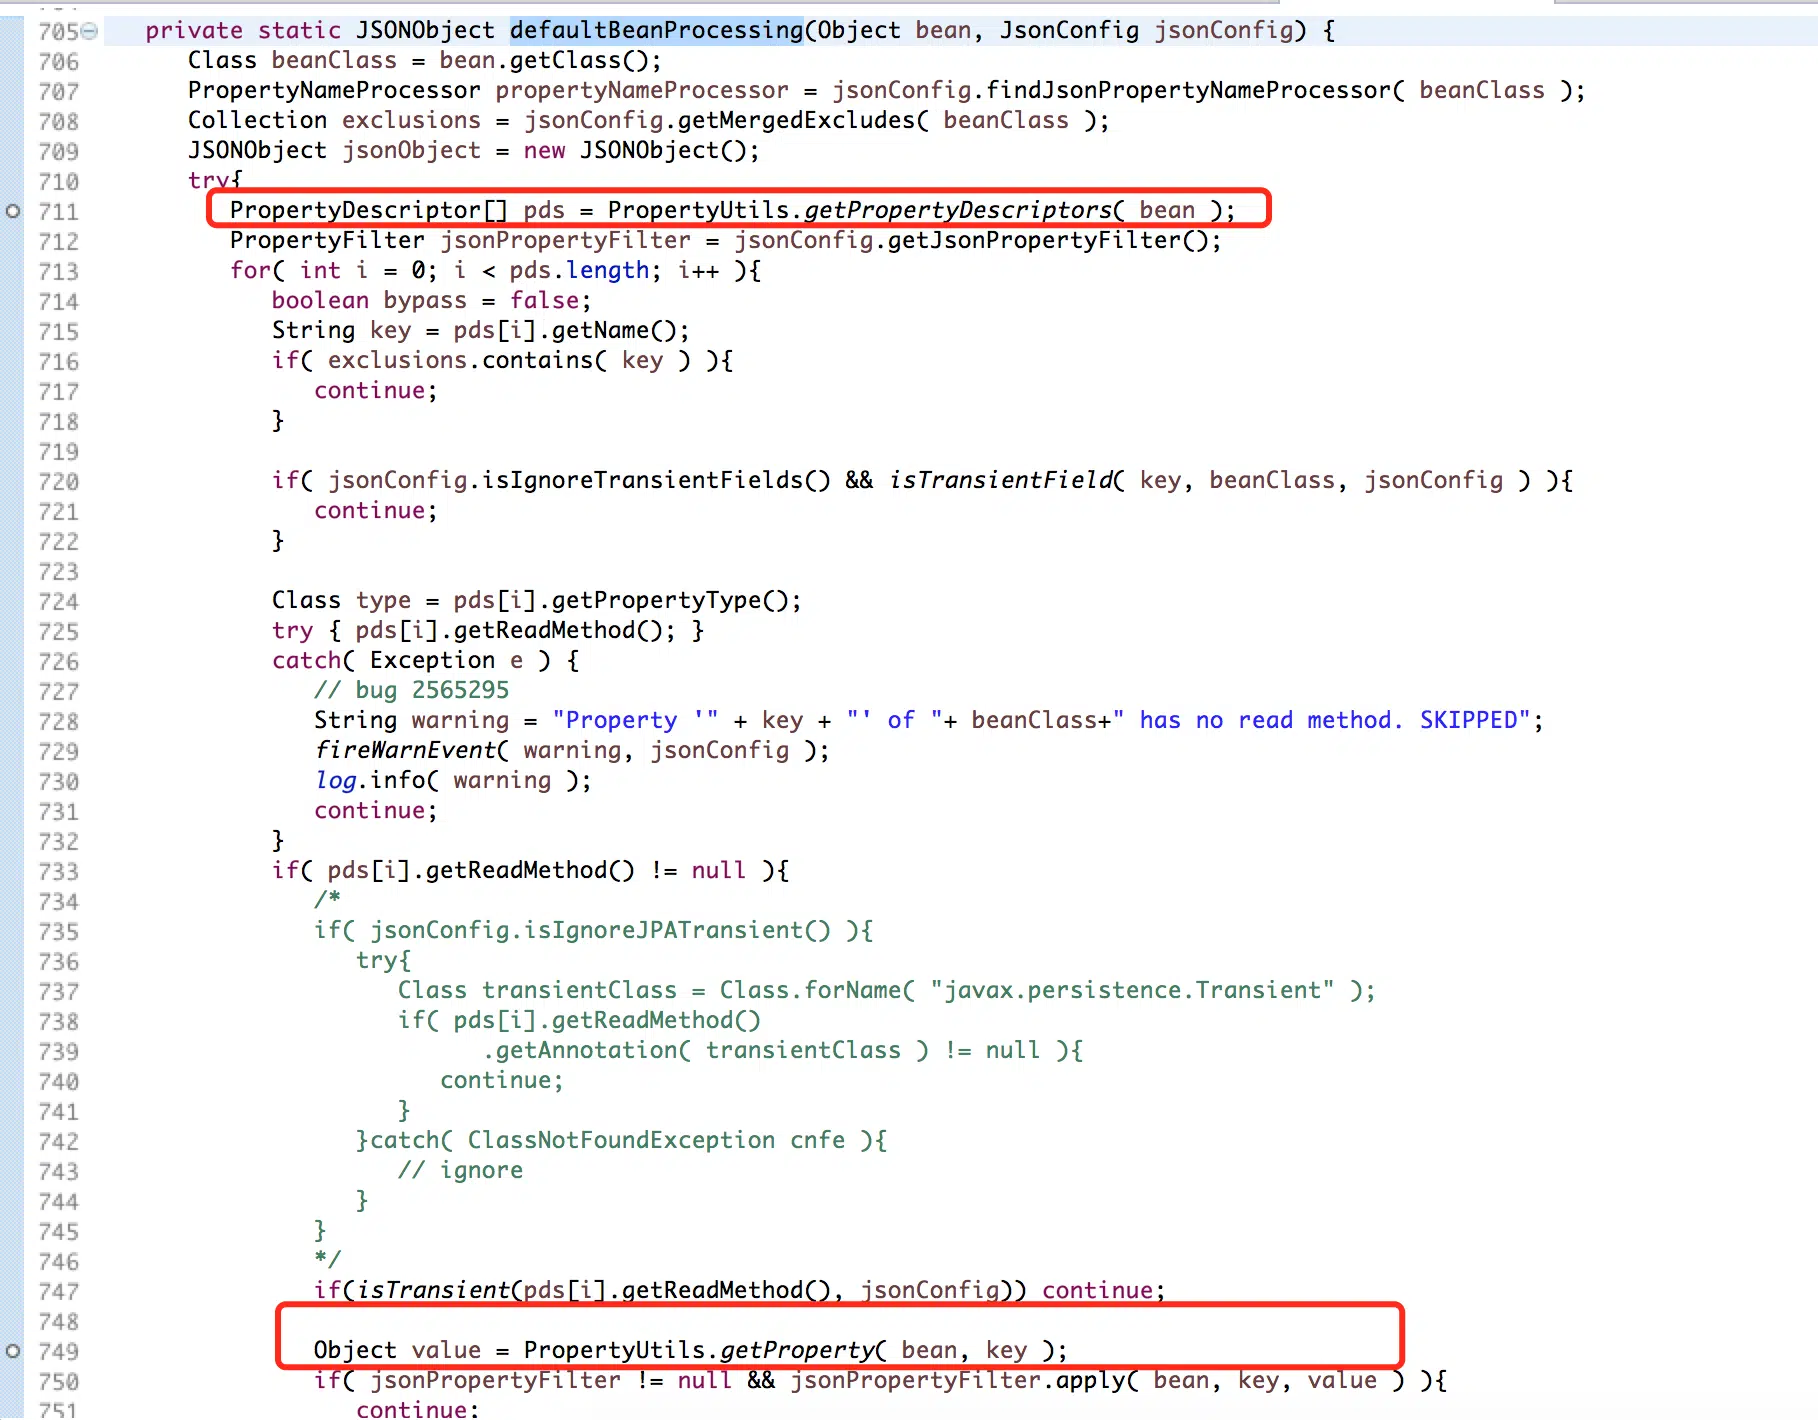 705 private static JSONObject defaultBeanProcessing(Object bean, JsonConfig jsonConfig) {
706 Class beanClass = bean.getClass();
707 PropertyNameProcessor propertyNameProcessor = jsonConfig.findJsonPropertyNameProcessor( beanClass );
708 Collection exclusions = jsonConfig.getMergedExcludes( beanClass );
709 JSONObject jsonObject = new JSONObject();
710 try{
711 PropertyDescriptor[] pds = PropertyUtils.getPropertyDescriptors( bean );
712 PropertyFilter jsonPropertyFilter = jsonConfig.getJsonPropertyFilter();
713 for( int i = 0; i < pds.length; i++ ){
714 boolean bypass = false;
715 String key = pds[i].getName();
716 if( exclusions.contains( key ) ){
717 continue;
718 }
719
720 if( jsonConfig.isIgnoreTransientFields() && isTransientField( key, beanClass, jsonConfig ) ){
721 continue;
722 }
723
724 Class type = pds[i].getPropertyType();
725 try { pds[i].getReadMethod(); }
726 catch( Exception e ) {
727 // bug 2565295
728 String warning = "Property '" + key + "' of "+ beanClass+" has no read method. SKIPPED";
729 fireWarnEvent( warning, jsonConfig );
730 log.info( warning );
731 continue;
732 }
733 if( pds[i].getReadMethod() != null ){
734 /*
735 if( jsonConfig.isIgnoreJPATransient() ){
736 try{
737 Class transientClass = Class.forName( "javax.persistence.Transient" );
738 if( pds[i].getReadMethod()
739 .getAnnotation( transientClass ) != null ){
740 continue;
741 }
742 }catch( ClassNotFoundException cnfe ){
743 // ignore
744 }
745 }
746 */
747 if(isTransient(pds[i].getReadMethod(), jsonConfig)) continue;
748
749 Object value = PropertyUtils.getProperty( bean, key );
750 if( jsonPropertyFilter != null && jsonPropertyFilter.apply( bean, key, value ) ){
751 continue;